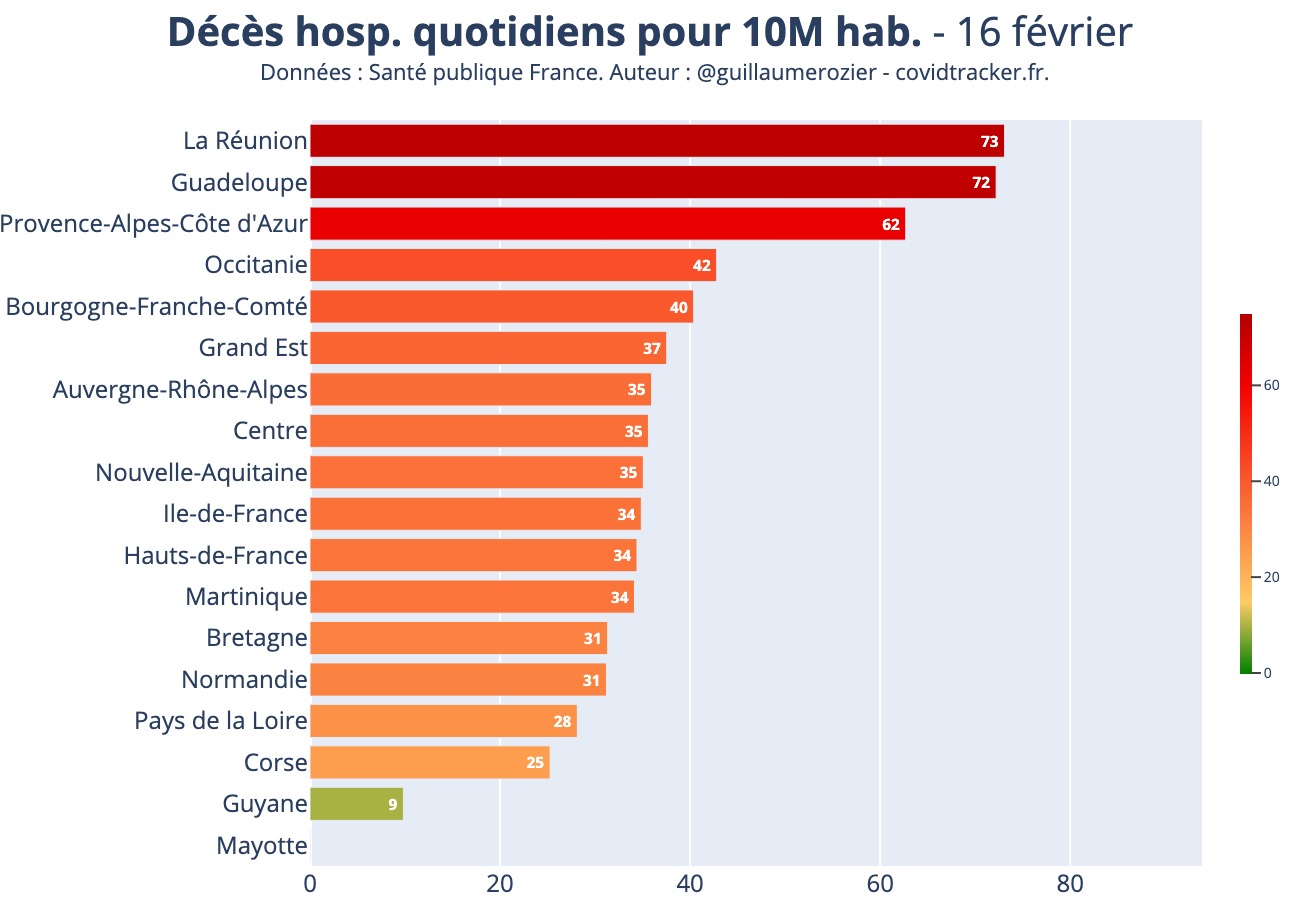 Décès hosp. quotidiens pour 10M hab. - 16 février
Données : Santé publique France. Auteur : @guillaumerozier - covidtracker.fr.
La Réunion 73
Guadeloupe 72
Provence-Alpes-Côte d'Azur 62
Occitanie 42
Bourgogne-Franche-Comté 40
Grand Est 37
Auvergne-Rhône-Alpes 35
Centre 35
Nouvelle-Aquitaine 35
Ile-de-France 34
Hauts-de-France 34
Martinique 34
Bretagne 31
Normandie 31
Pays de la Loire 28
Corse 25
Guyane 9
Mayotte
0 20 40 60 80
60
40
20
0